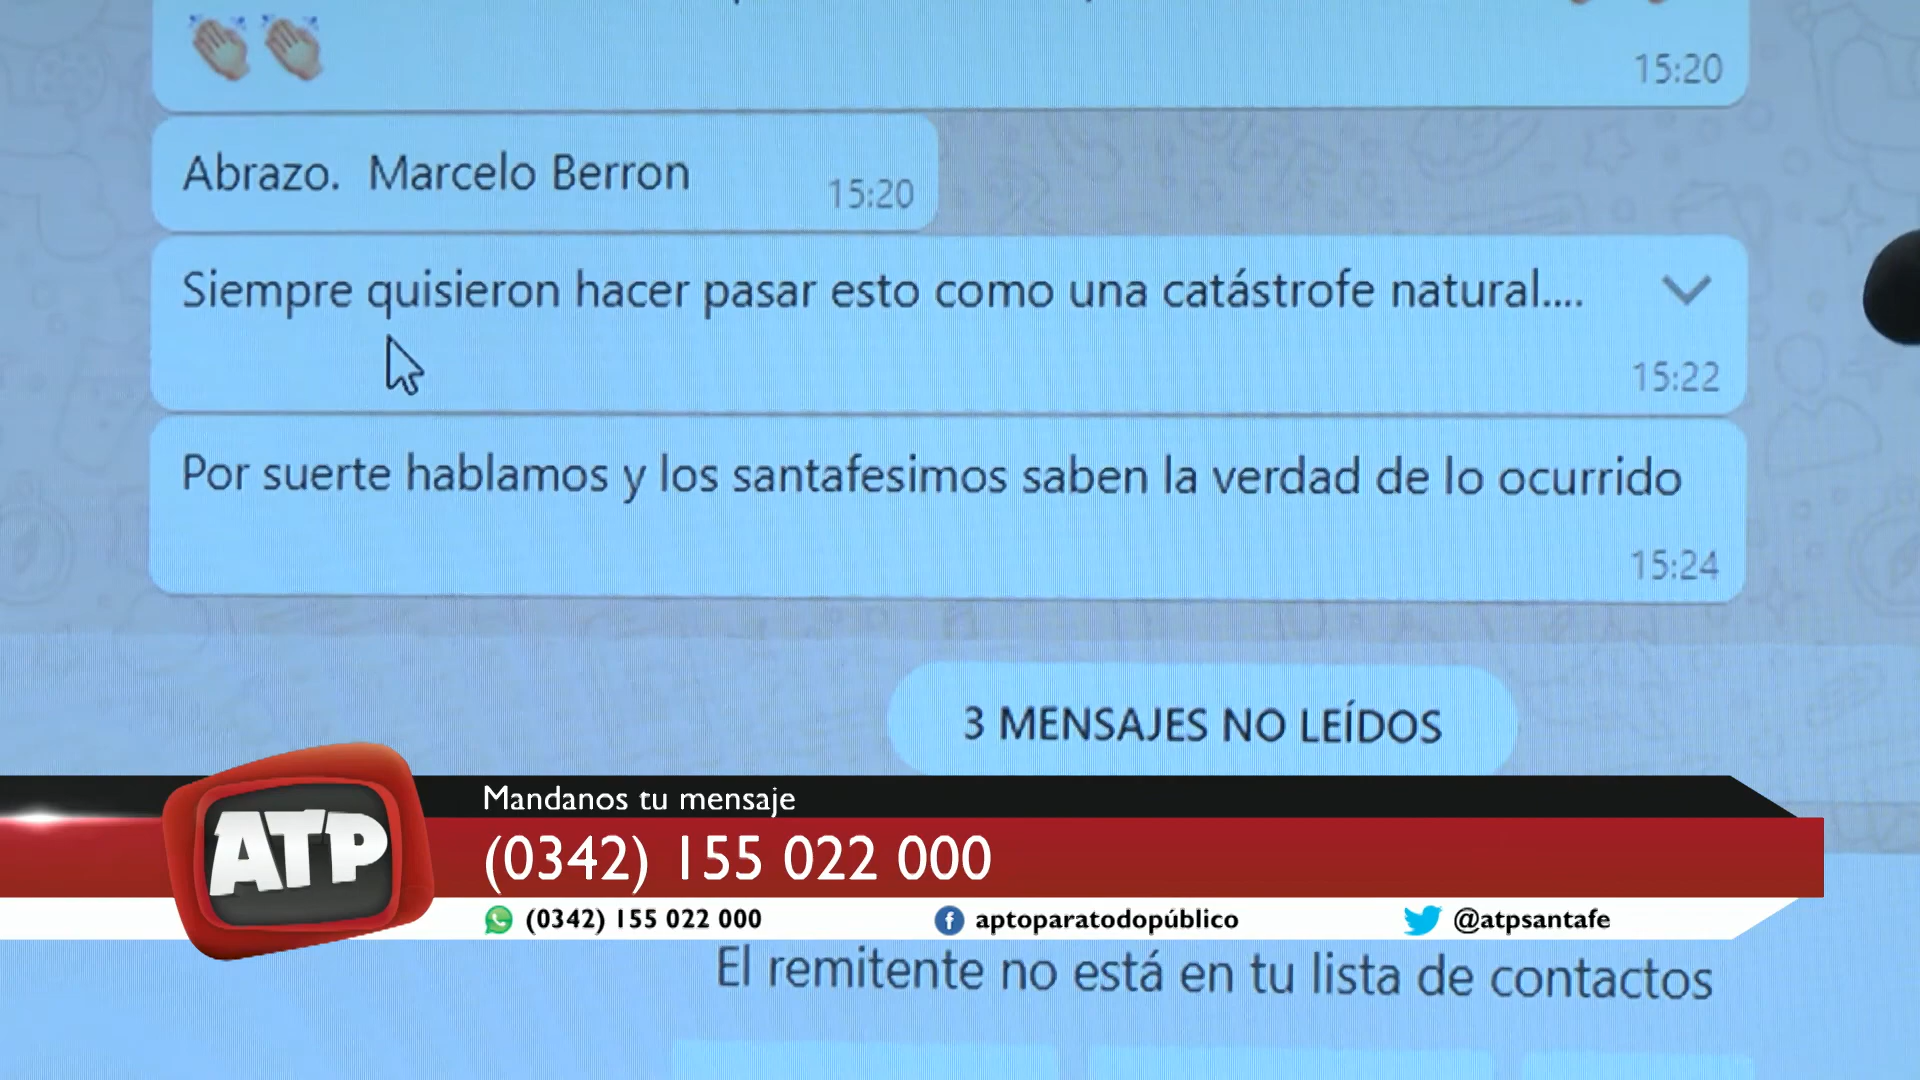 15:20
Abrazo. Marcelo Berron
15:20
Siempre quisieron hacer pasar esto como una catástrofe natural....
15:22
Por suerte hablamos y los santafesimos saben la verdad de lo ocurrido
15:24
3 MENSAJES NO LEÍDOS
ATP
Mandanos tu mensaje
(0342) 155 022 000
(0342) 155 022 000
aptoparatodopúblico
@atpsantafe
El remitente no está en tu lista de contactos